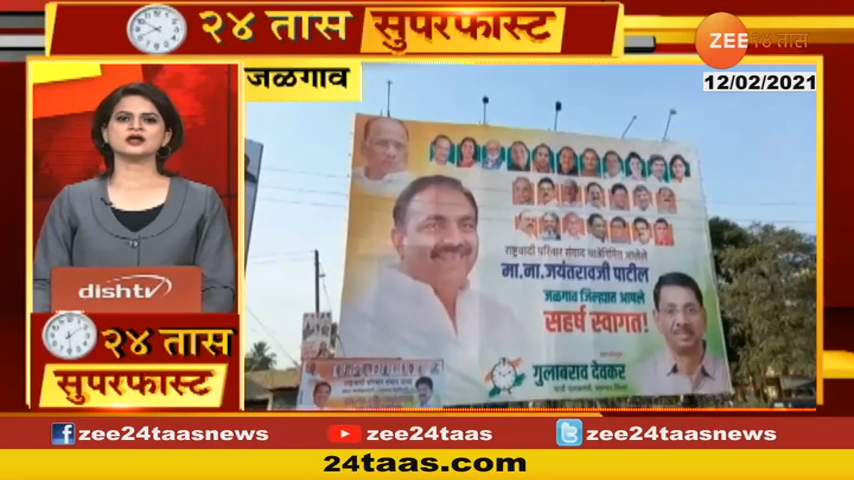 २४ तास सुपरफास्ट
ZEE २४ तास
12/02/2021
जळगाव
राष्ट्रवादी परिवार संवाद यात्रेनिमित्त आलेले
मा.ना.जयंतरावजी पाटील
जळगाव जिल्ह्यात आपले
सहर्ष स्वागत!
गुलाबराव देवकर
dishtv
२४ तास
सुपरफास्ट
zee24taasnews
zee24taas
zee24taasnews
24taas.com